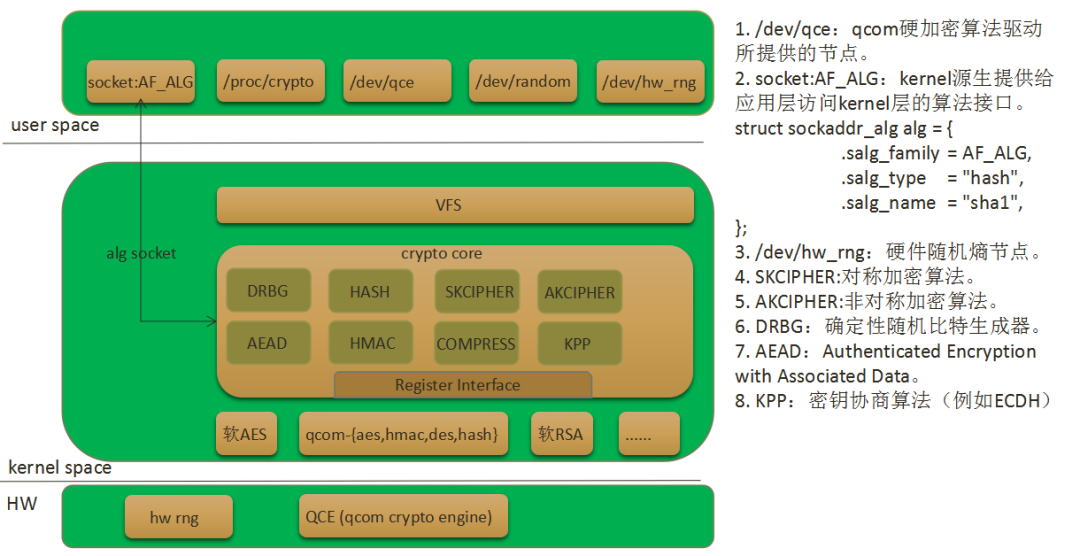 socket:AF_ALG
/proc/crypto
/dev/qce
/dev/random
/dev/hw_rng
user space
VFS
alg socket
crypto core
DRBG
HASH
SKCIPHER
AKCIPHER
AEAD
HMAC
COMPRESS
KPP
Register Interface
软AES
qcom-{aes,hmac,des,hash}
软RSA
......
kernel space
HW
hw rng
QCE (qcom crypto engine)
1. /dev/qce：qcom硬加密算法驱动
所提供的节点。
2. socket:AF_ALG：kernel源生提供给
应用层访问kernel层的算法接口。
struct sockaddr_alg alg = {
.salg_family = AF_ALG,
.salg_type = "hash",
.salg_name = "sha1",
};
3. /dev/hw_rng：硬件随机熵节点。
4. SKCIPHER:对称加密算法。
5. AKCIPHER:非对称加密算法。
6. DRBG：确定性随机比特生成器。
7. AEAD：Authenticated Encryption
with Associated Data。
8. KPP：密钥协商算法（例如ECDH）